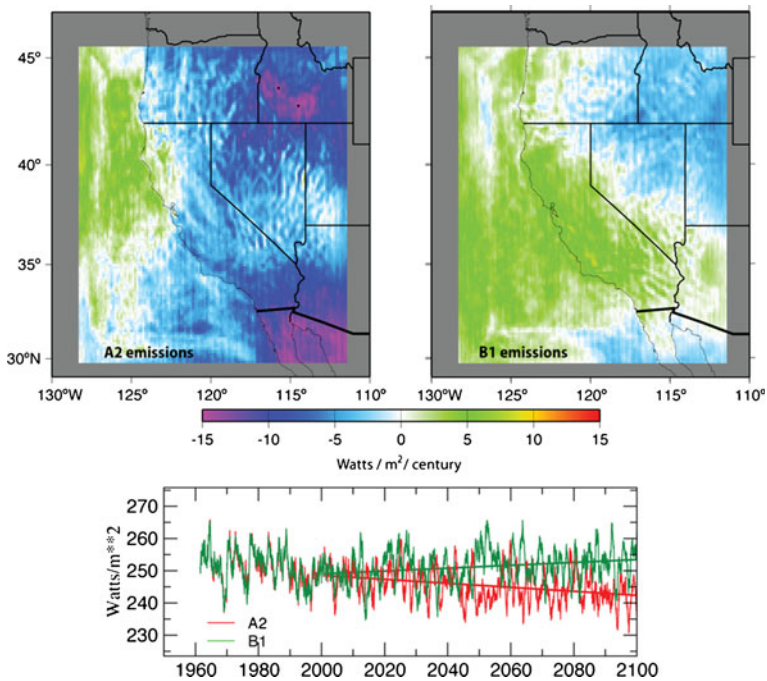 45°
40°
35°
30°N
A2 emissions
B1 emissions
130°W 125° 120° 115° 110° 130°W 125° 120° 115° 110°
-15 -10 -5 0 5 10 15
Watts / m²/ century
270
260
250
240
230
Watts/m**2
A2
B1
1960 1980 2000 2020 2040 2060 2080 2100